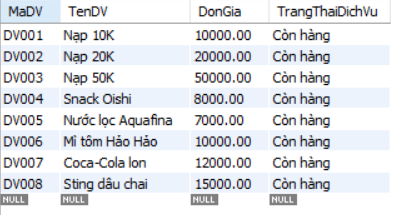 MaDV TenDV DonGia TrangThaiDichVu
DV001 Nạp 10K 10000.00 Còn hàng
DV002 Nạp 20K 20000.00 Còn hàng
DV003 Nạp 50K 50000.00 Còn hàng
DV004 Snack Oishi 8000.00 Còn hàng
DV005 Nước lọc Aquafina 7000.00 Còn hàng
DV006 Mì tôm Hảo Hảo 10000.00 Còn hàng
DV007 Coca-Cola lon 12000.00 Còn hàng
DV008 Sting dâu chai 15000.00 Còn hàng
NULL NULL NULL NULL